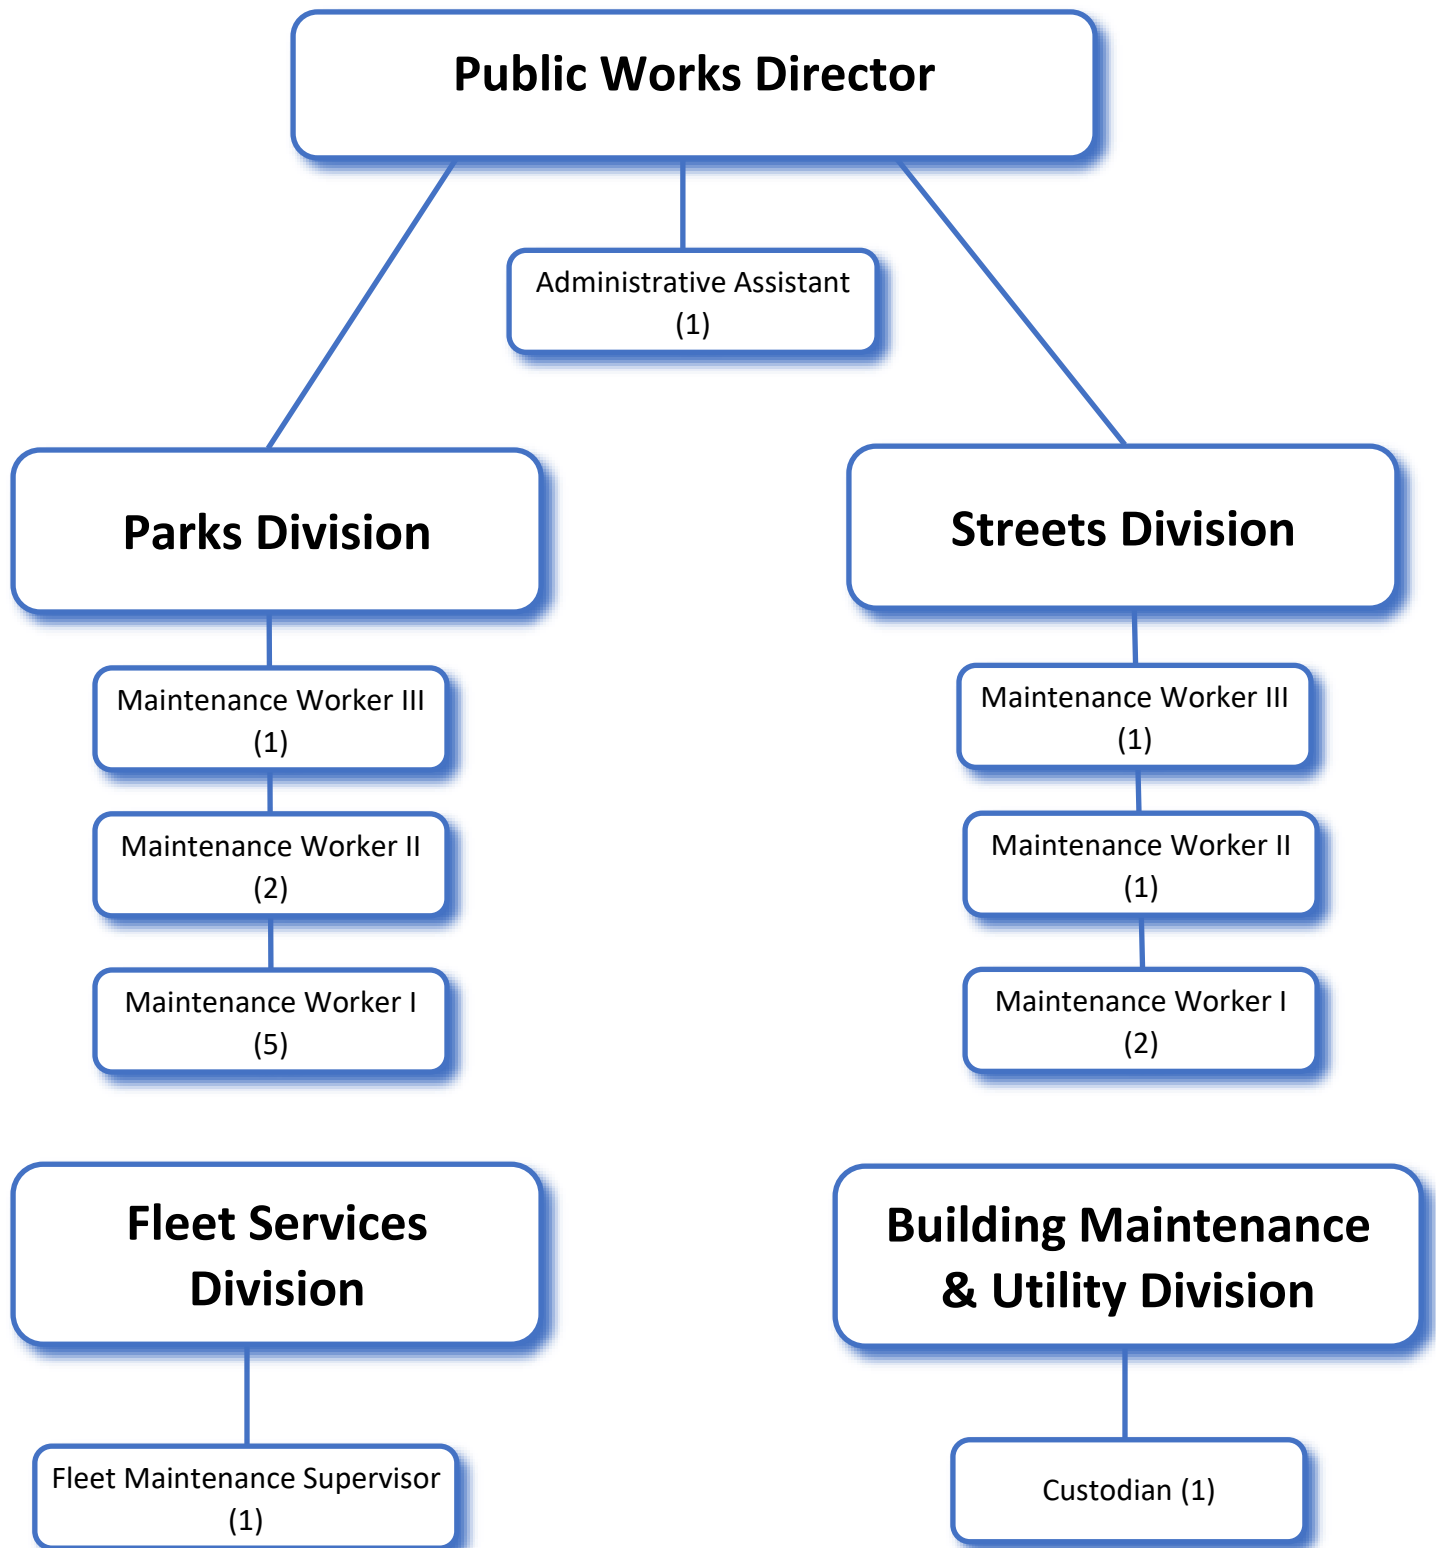 Public Works Director
Administrative Assistant
(1)
Parks Division
Maintenance Worker III
(1)
Maintenance Worker II
(2)
Maintenance Worker I
(5)
Streets Division
Maintenance Worker III
(1)
Maintenance Worker II
(1)
Maintenance Worker I
(2)
Fleet Services
Division
Fleet Maintenance Supervisor
(1)
Building Maintenance
& Utility Division
Custodian (1)